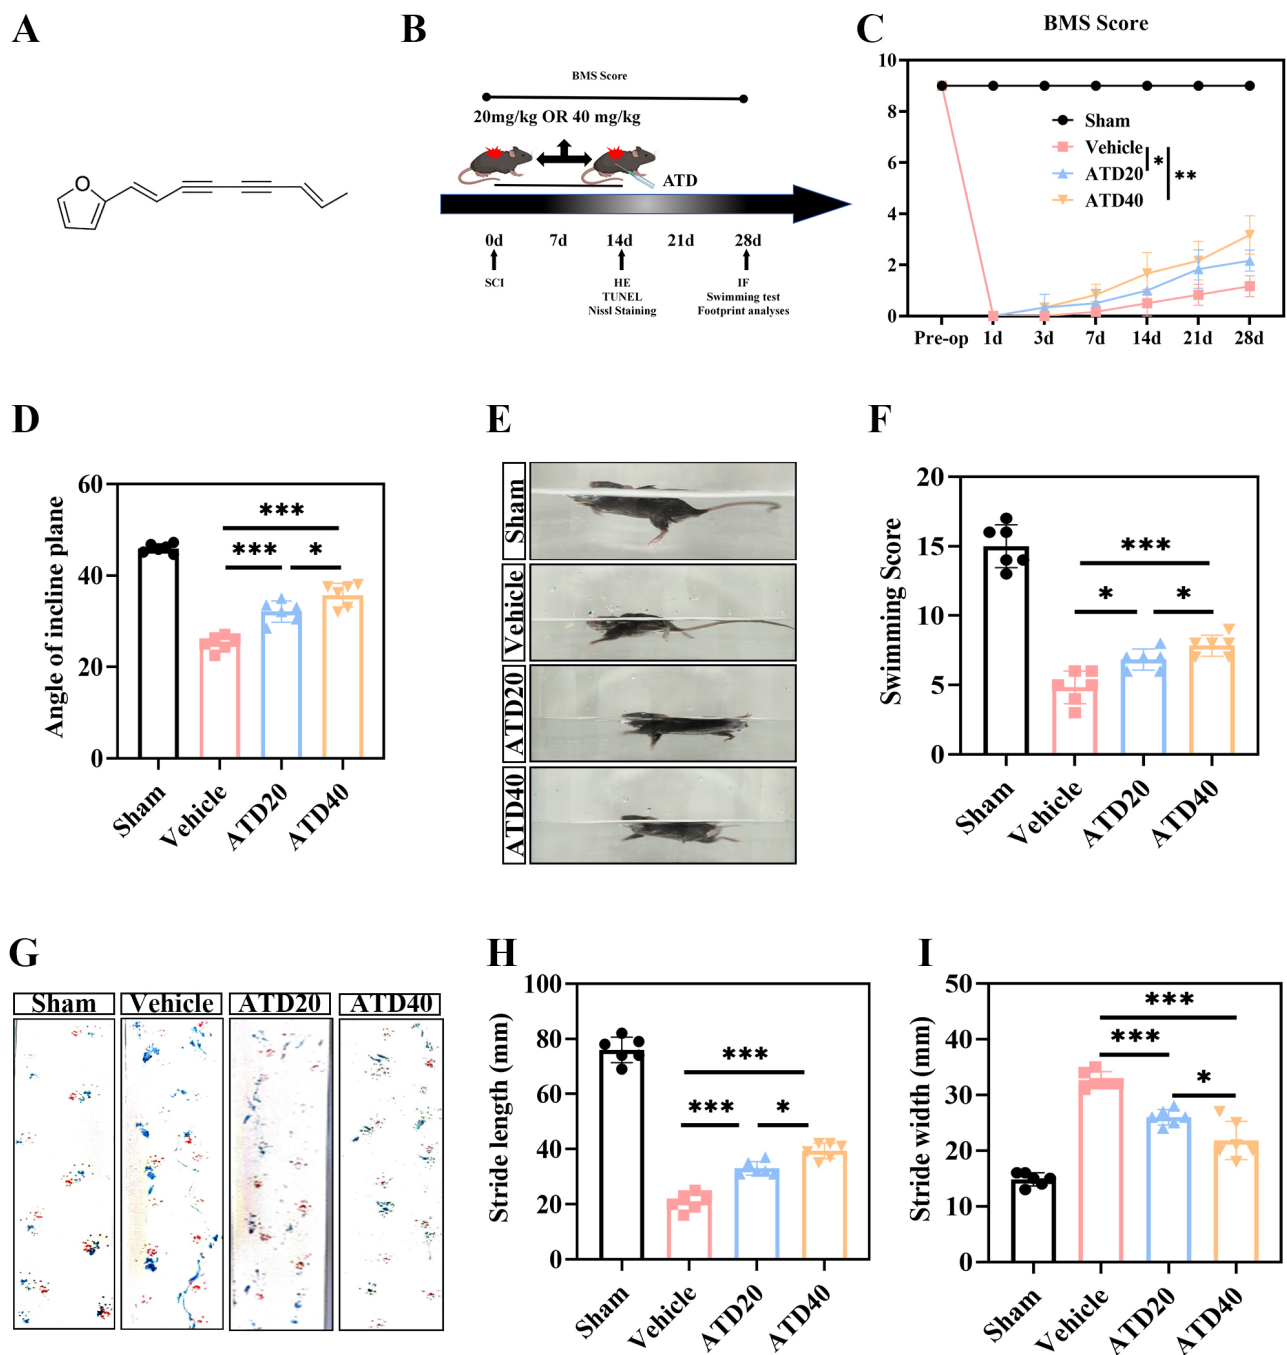 A
O
B
BMS Score
20mg/kg OR 40 mg/kg
ATD
0d 7d 14d 21d 28d
SCI
HE
TUNEL
Nissl Staining
IF
Swimming test
Footprint analyses
C
BMS Score
10
8
6
4
2
0
Sham
Vehicle
ATD20
ATD40
*
**
Pre-op 1d 3d 7d 14d 21d 28d
D
Angle of incline plane
60
40
20
0
***
*** *
Sham Vehicle ATD20 ATD40
E
Sham
Vehicle
ATD20
ATD40
F
Swimming Score
20
15
10
5
0
***
* *
Sham Vehicle ATD20 ATD40
G
Sham Vehicle ATD20 ATD40
H
Stride length (mm)
100
80
60
40
20
0
***
*** *
Sham Vehicle ATD20 ATD40
I
Stride width (mm)
50
40
30
20
10
0
***
***
*
Sham Vehicle ATD20 ATD40